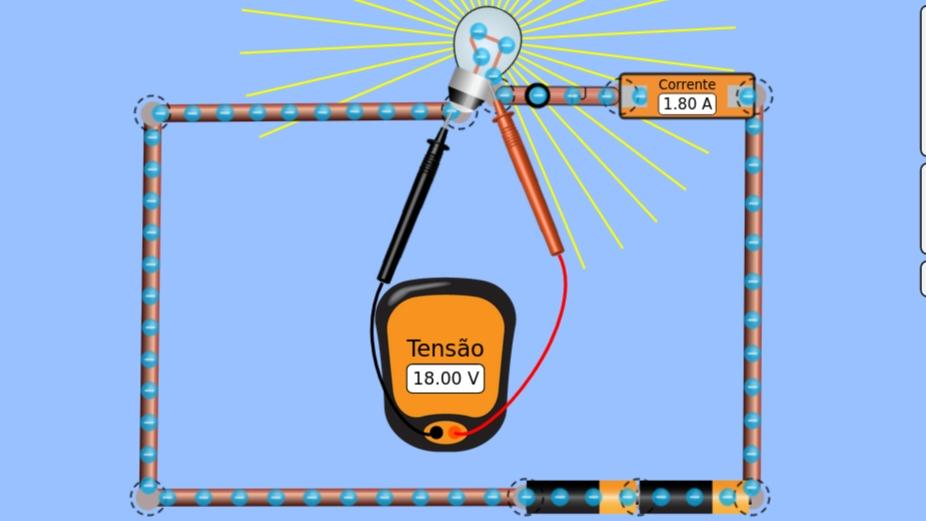 Corrente
1.80 A
Tensão
18.00 V